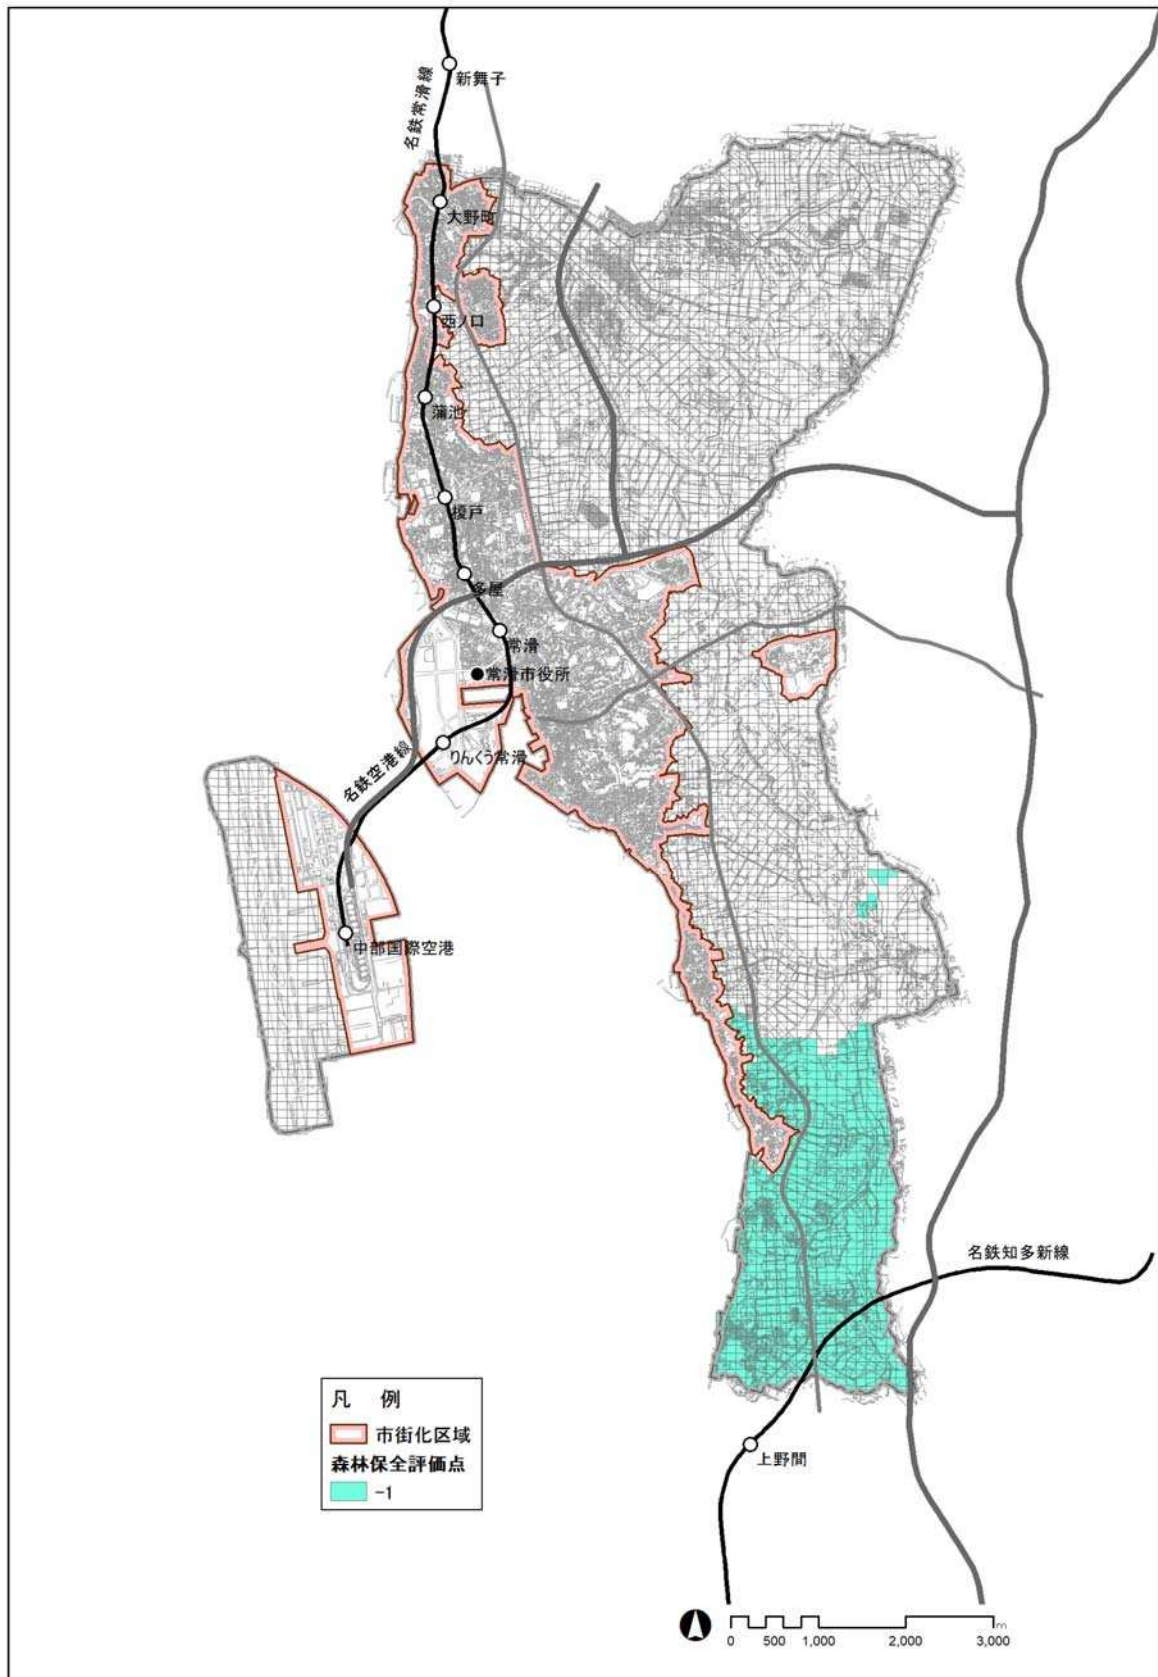 新舞子
名鉄常滑線
大野町
西ノ口
蒲池
榎戸
多屋
常滑
常滑市役所
りんくう常滑
名鉄空港線
中部国際空港
名鉄知多新線
上野間
凡 例
市街化区域
森林保全評価点
-1
0 500 1,000 2,000 3,000
m